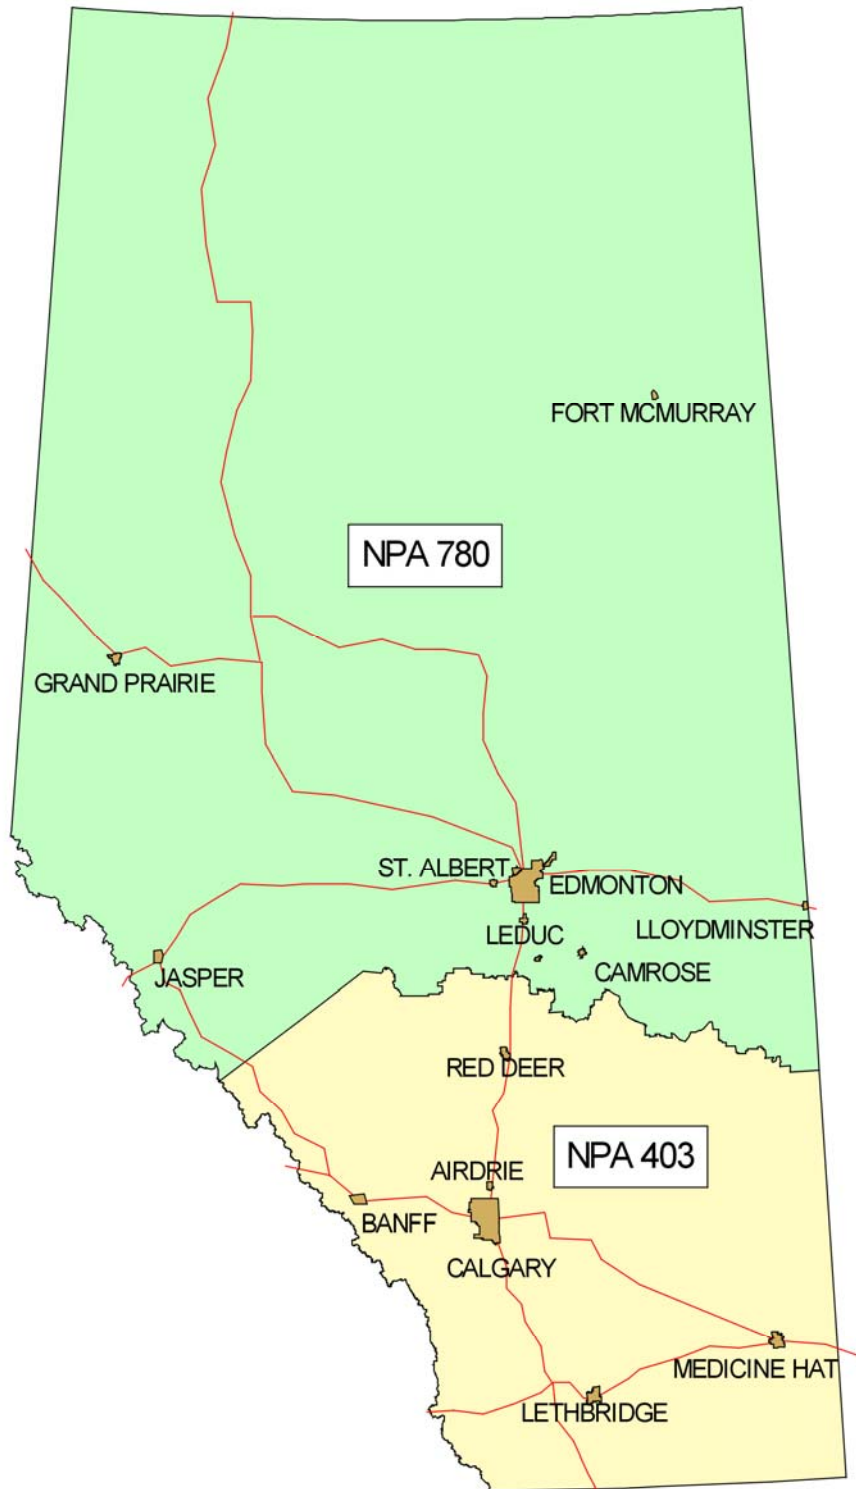 FORT MCMURRAY
NPA 780
GRAND PRAIRIE
ST. ALBERT
EDMONTON
LEDUC
LLOYDMINSTER
CAMROSE
JASPER
RED DEER
NPA 403
AIRDRIE
BANFF
CALGARY
MEDICINE HAT
LETHBRIDGE